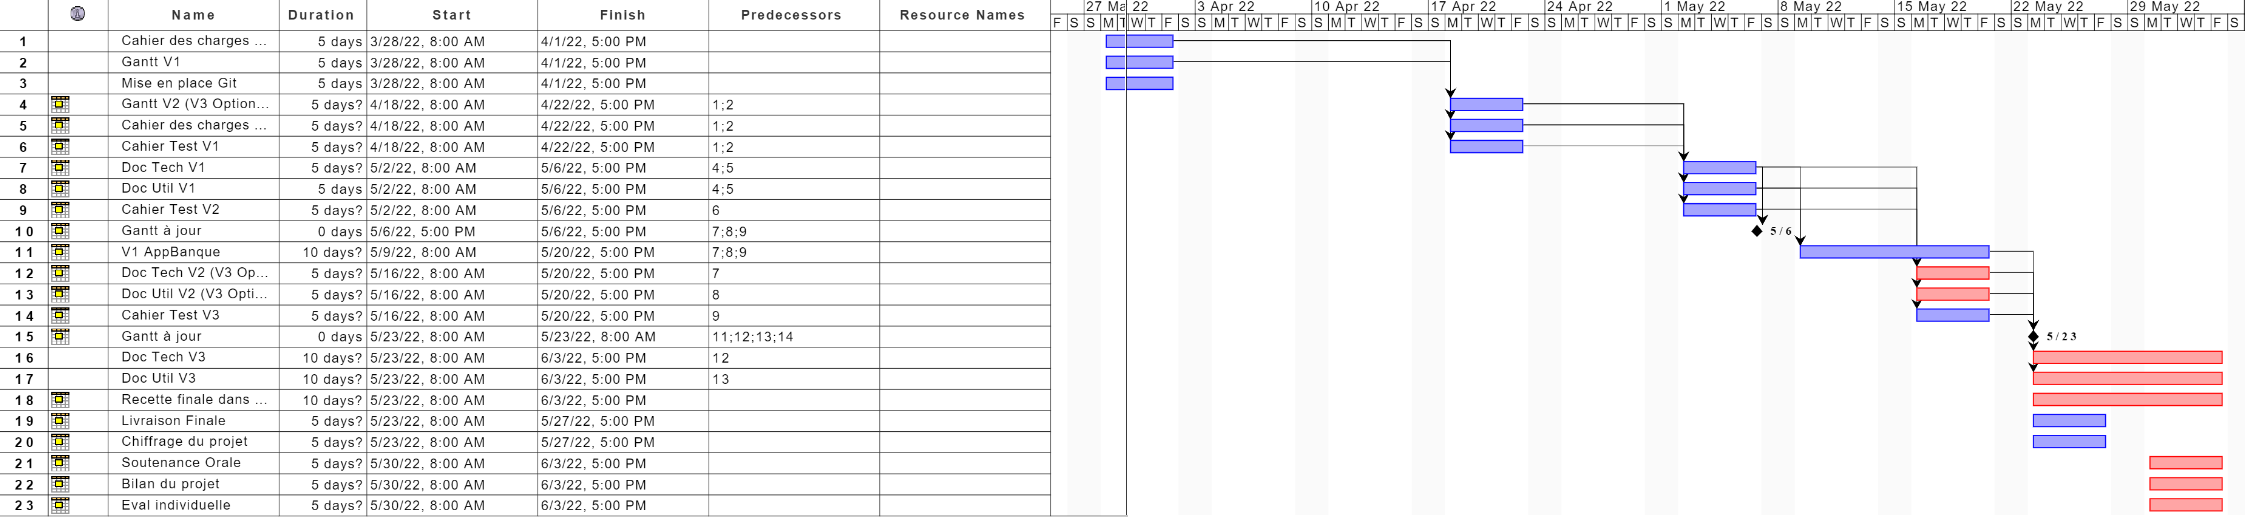 Name Duration Start Finish Predecessors Resource Names
27 Ma 22 3 Apr 22 10 Apr 22 17 Apr 22 24 Apr 22 1 May 22 8 May 22 15 May 22 22 May 22 29 May 22
F S S M T W T F S S M T W T F S S M T W T F S S M T W T F S S M T W T F S S M T W T F S S M T W T F S S M T W T F S S M T W T F S S M T W T F S
1 Cahier des charges ... 5 days 3/28/22, 8:00 AM 4/1/22, 5:00 PM
2 Gantt V1 5 days 3/28/22, 8:00 AM 4/1/22, 5:00 PM
3 Mise en place Git 5 days 3/28/22, 8:00 AM 4/1/22, 5:00 PM
4 Gantt V2 (V3 Option... 5 days? 4/18/22, 8:00 AM 4/22/22, 5:00 PM 1;2
5 Cahier des charges ... 5 days? 4/18/22, 8:00 AM 4/22/22, 5:00 PM 1;2
6 Cahier Test V1 5 days? 4/18/22, 8:00 AM 4/22/22, 5:00 PM 1;2
7 Doc Tech V1 5 days? 5/2/22, 8:00 AM 5/6/22, 5:00 PM 4;5
8 Doc Util V1 5 days 5/2/22, 8:00 AM 5/6/22, 5:00 PM 4;5
9 Cahier Test V2 5 days? 5/2/22, 8:00 AM 5/6/22, 5:00 PM 6
10 Gantt à jour 0 days 5/6/22, 5:00 PM 5/6/22, 5:00 PM 7;8;9 5/6
11 V1 AppBanque 10 days? 5/9/22, 8:00 AM 5/20/22, 5:00 PM 7;8;9
12 Doc Tech V2 (V3 Op... 5 days? 5/16/22, 8:00 AM 5/20/22, 5:00 PM 7
13 Doc Util V2 (V3 Opti... 5 days? 5/16/22, 8:00 AM 5/20/22, 5:00 PM 8
14 Cahier Test V3 5 days? 5/16/22, 8:00 AM 5/20/22, 5:00 PM 9
15 Gantt à jour 0 days 5/23/22, 8:00 AM 5/23/22, 8:00 AM 11;12;13;14 5/23
16 Doc Tech V3 10 days? 5/23/22, 8:00 AM 6/3/22, 5:00 PM 12
17 Doc Util V3 10 days? 5/23/22, 8:00 AM 6/3/22, 5:00 PM 13
18 Recette finale dans ... 10 days? 5/23/22, 8:00 AM 6/3/22, 5:00 PM
19 Livraison Finale 5 days? 5/23/22, 8:00 AM 5/27/22, 5:00 PM
20 Chiffrage du projet 5 days? 5/23/22, 8:00 AM 5/27/22, 5:00 PM
21 Soutenance Orale 5 days? 5/30/22, 8:00 AM 6/3/22, 5:00 PM
22 Bilan du projet 5 days? 5/30/22, 8:00 AM 6/3/22, 5:00 PM
23 Eval individuelle 5 days? 5/30/22, 8:00 AM 6/3/22, 5:00 PM